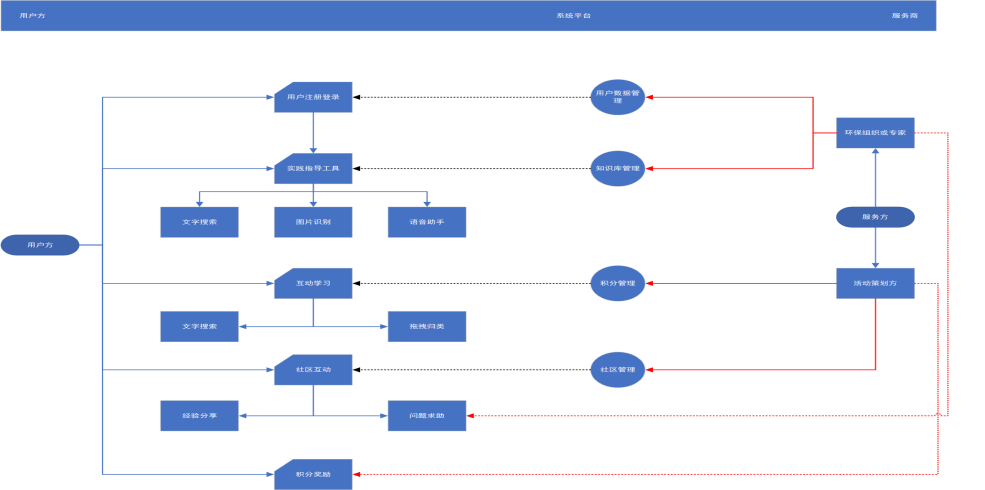 用户方
系统平台
服务商
用户注册登录
用户数据管
理
环保组织或专家
实践指导工具
知识库管理
文字搜索
图片识别
语音助手
服务方
用户方
互动学习
积分管理
活动策划方
文字搜索
拖拽归类
社区互动
社区管理
经验分享
问题求助
积分奖励